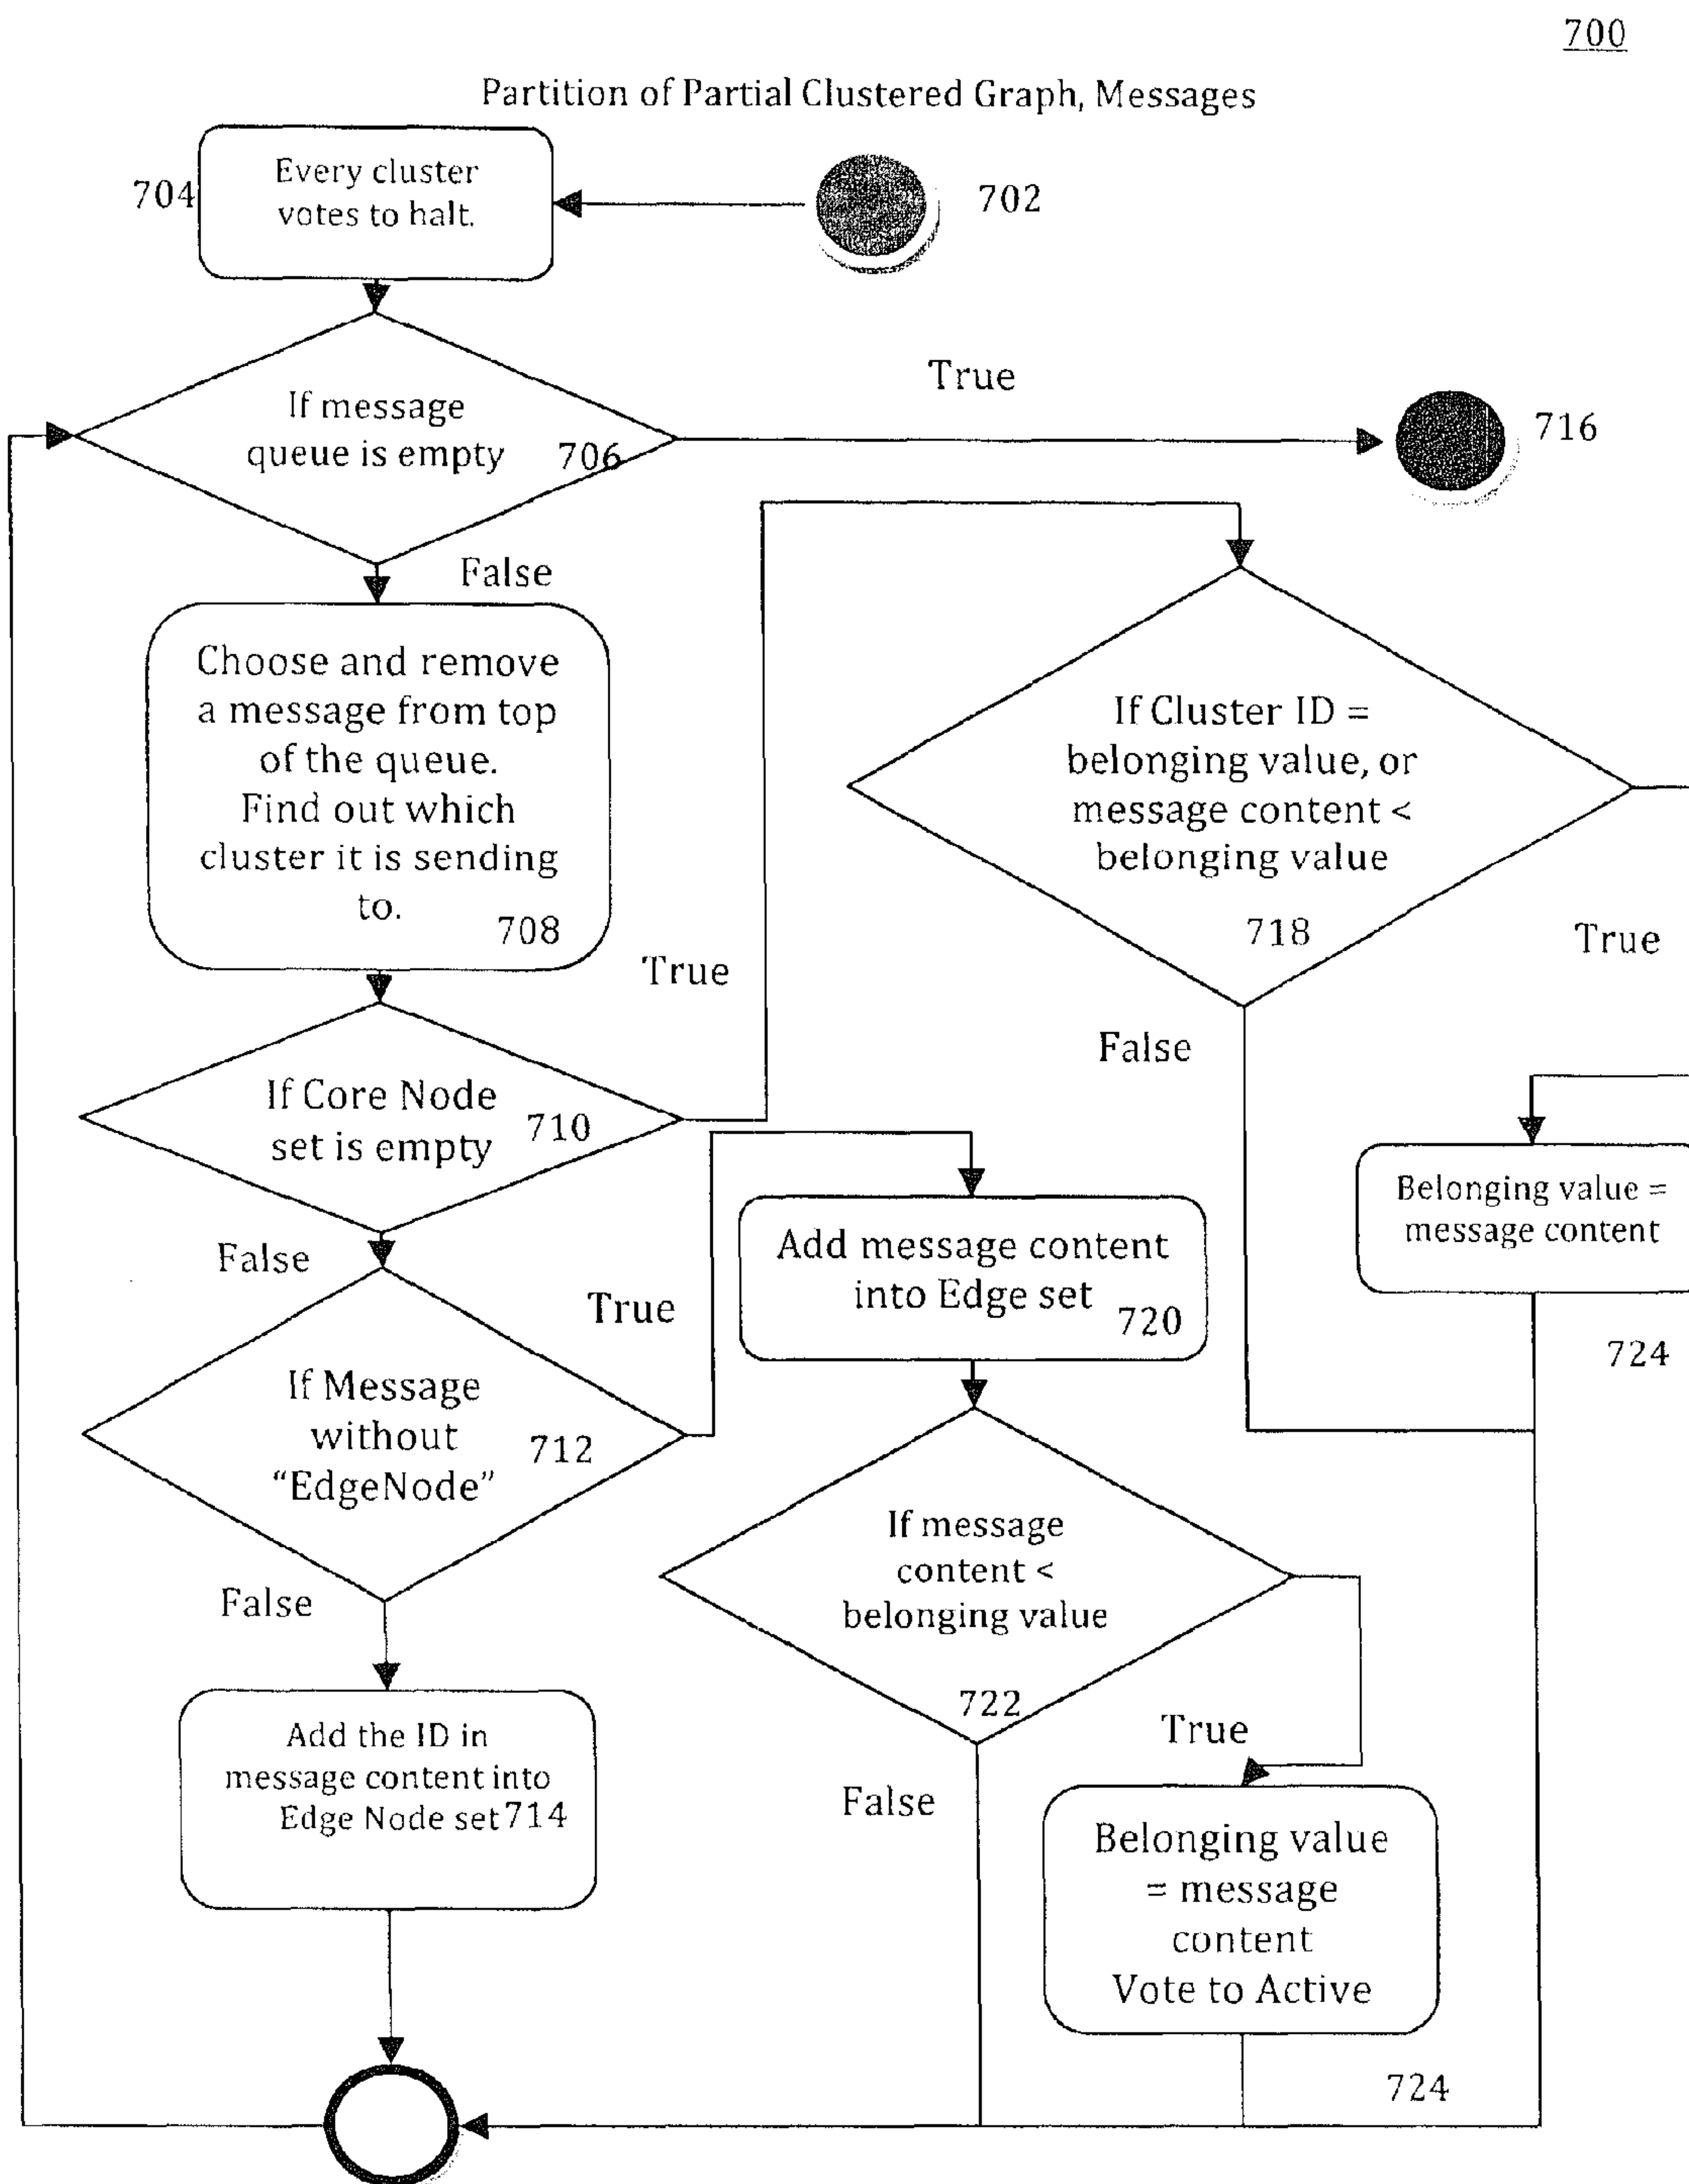 700
Partition of Partial Clustered Graph, Messages
Every cluster
votes to halt.
704
702
True
If message
queue is empty
706
716
False
Choose and remove
a message from top
of the queue.
Find out which
cluster it is sending
to.
708
If Cluster ID =
belonging value, or
message content <
belonging value
718
True
True
False
If Core Node
set is empty
710
False
True
Add message content
into Edge set
720
Belonging value =
message content
724
If Message
without
"EdgeNode"
712
If message
content <
belonging value
722
False
True
False
Add the ID in
message content into
Edge Node set
714
Belonging value
= message
content
Vote to Active
724